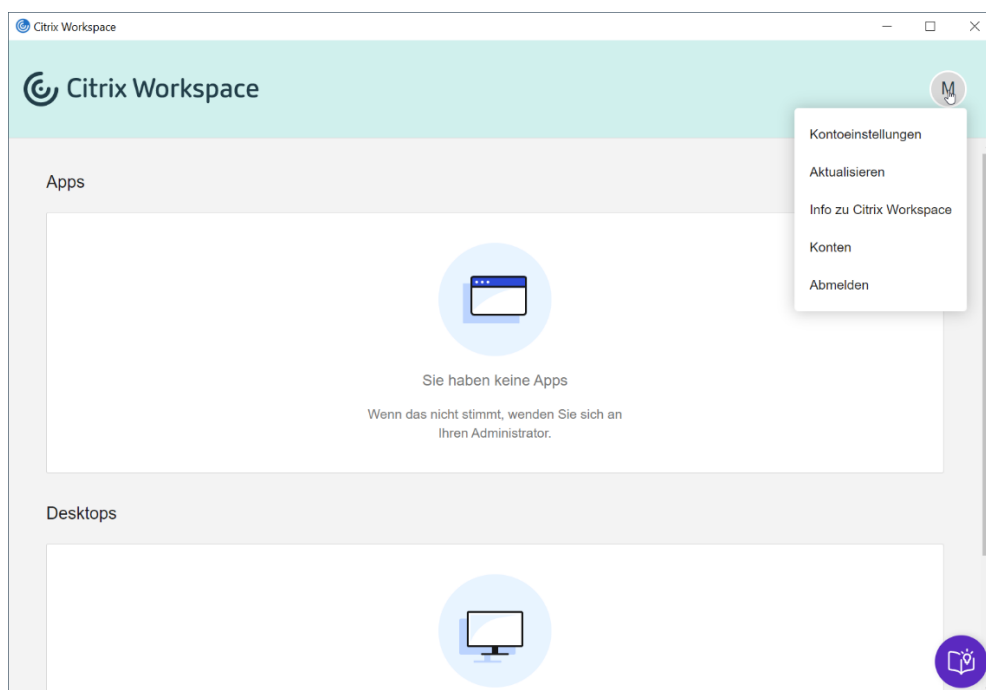 Citrix Workspace
Citrix Workspace
M
Kontoeinstellungen
Aktualisieren
Info zu Citrix Workspace
Konten
Abmelden
Apps
Sie haben keine Apps
Wenn das nicht stimmt, wenden Sie sich an
Ihren Administrator.
Desktops